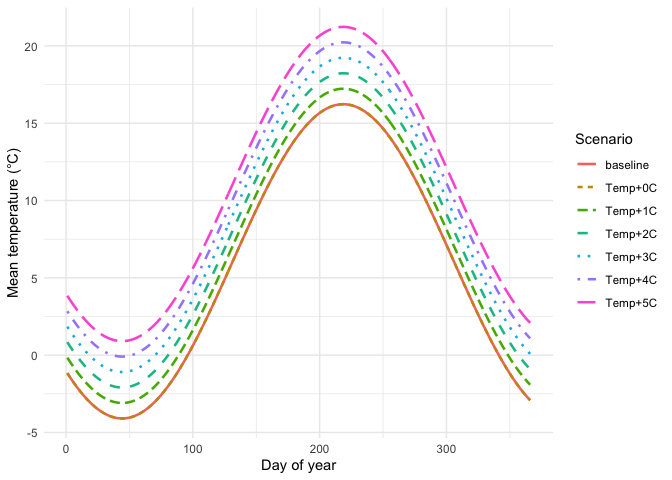 20
15
10
5
0
-5
Mean temperature (°C)
0
100
200
300
Day of year
Scenario
baseline
Temp+0C
Temp+1C
Temp+2C
Temp+3C
Temp+4C
Temp+5C